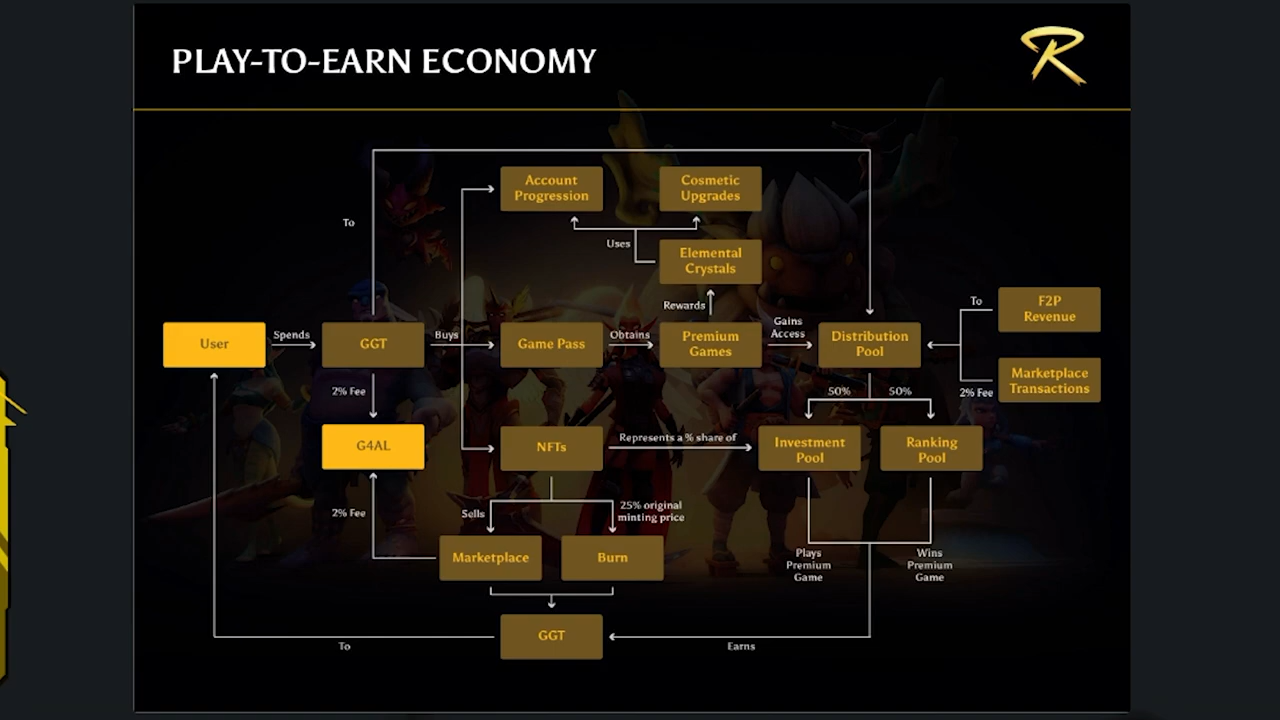 PLAY-TO-EARN ECONOMY
R
Account
Progression
Cosmetic
Upgrades
To
Uses
Elemental
Crystals
Rewards
To
F2P
Revenue
User
Spends
GGT
Buys
Game Pass
Obtains
Premium
Games
Gains
Access
Distribution
Pool
Marketplace
Transactions
2% Fee
2% Fee
50%
50%
G4AL
NFTs
Represents a % share of
Investment
Pool
Ranking
Pool
2% Fee
Sells
25% original
minting price
Marketplace
Burn
Plays
Premium
Game
Wins
Premium
Game
GGT
To
Earns